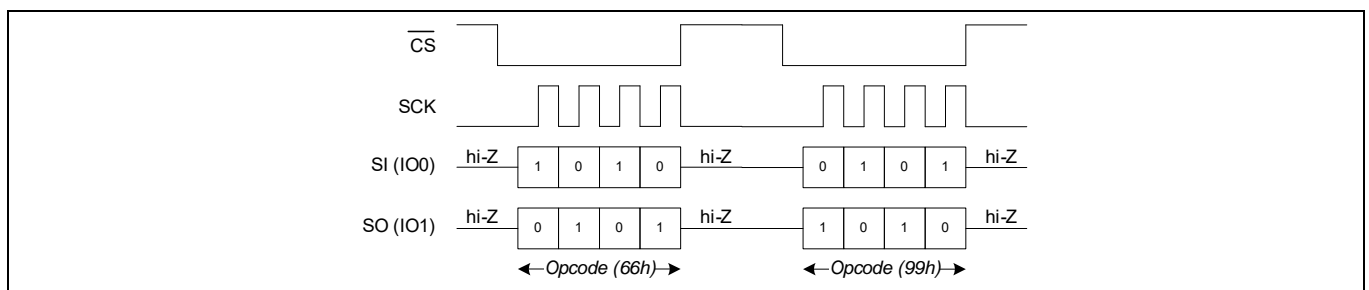 CS
SCK
SI (IO0) hi-Z 1 0 1 0 hi-Z 0 1 0 1 hi-Z
SO (IO1) hi-Z 0 1 0 1 hi-Z 1 0 1 0 hi-Z
Opcode (66h) Opcode (99h)